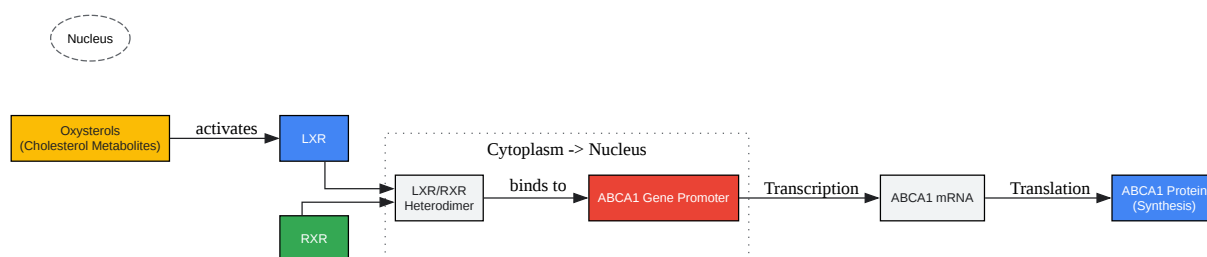 Nucleus
Oxysterols
(Cholesterol Metabolites)
activates
LXR
Cytoplasm -> Nucleus
LXR/RXR
Heterodimer
binds to
ABCA1 Gene Promoter
Transcription
ABCA1 mRNA
Translation
ABCA1 Protein
(Synthesis)
RXR